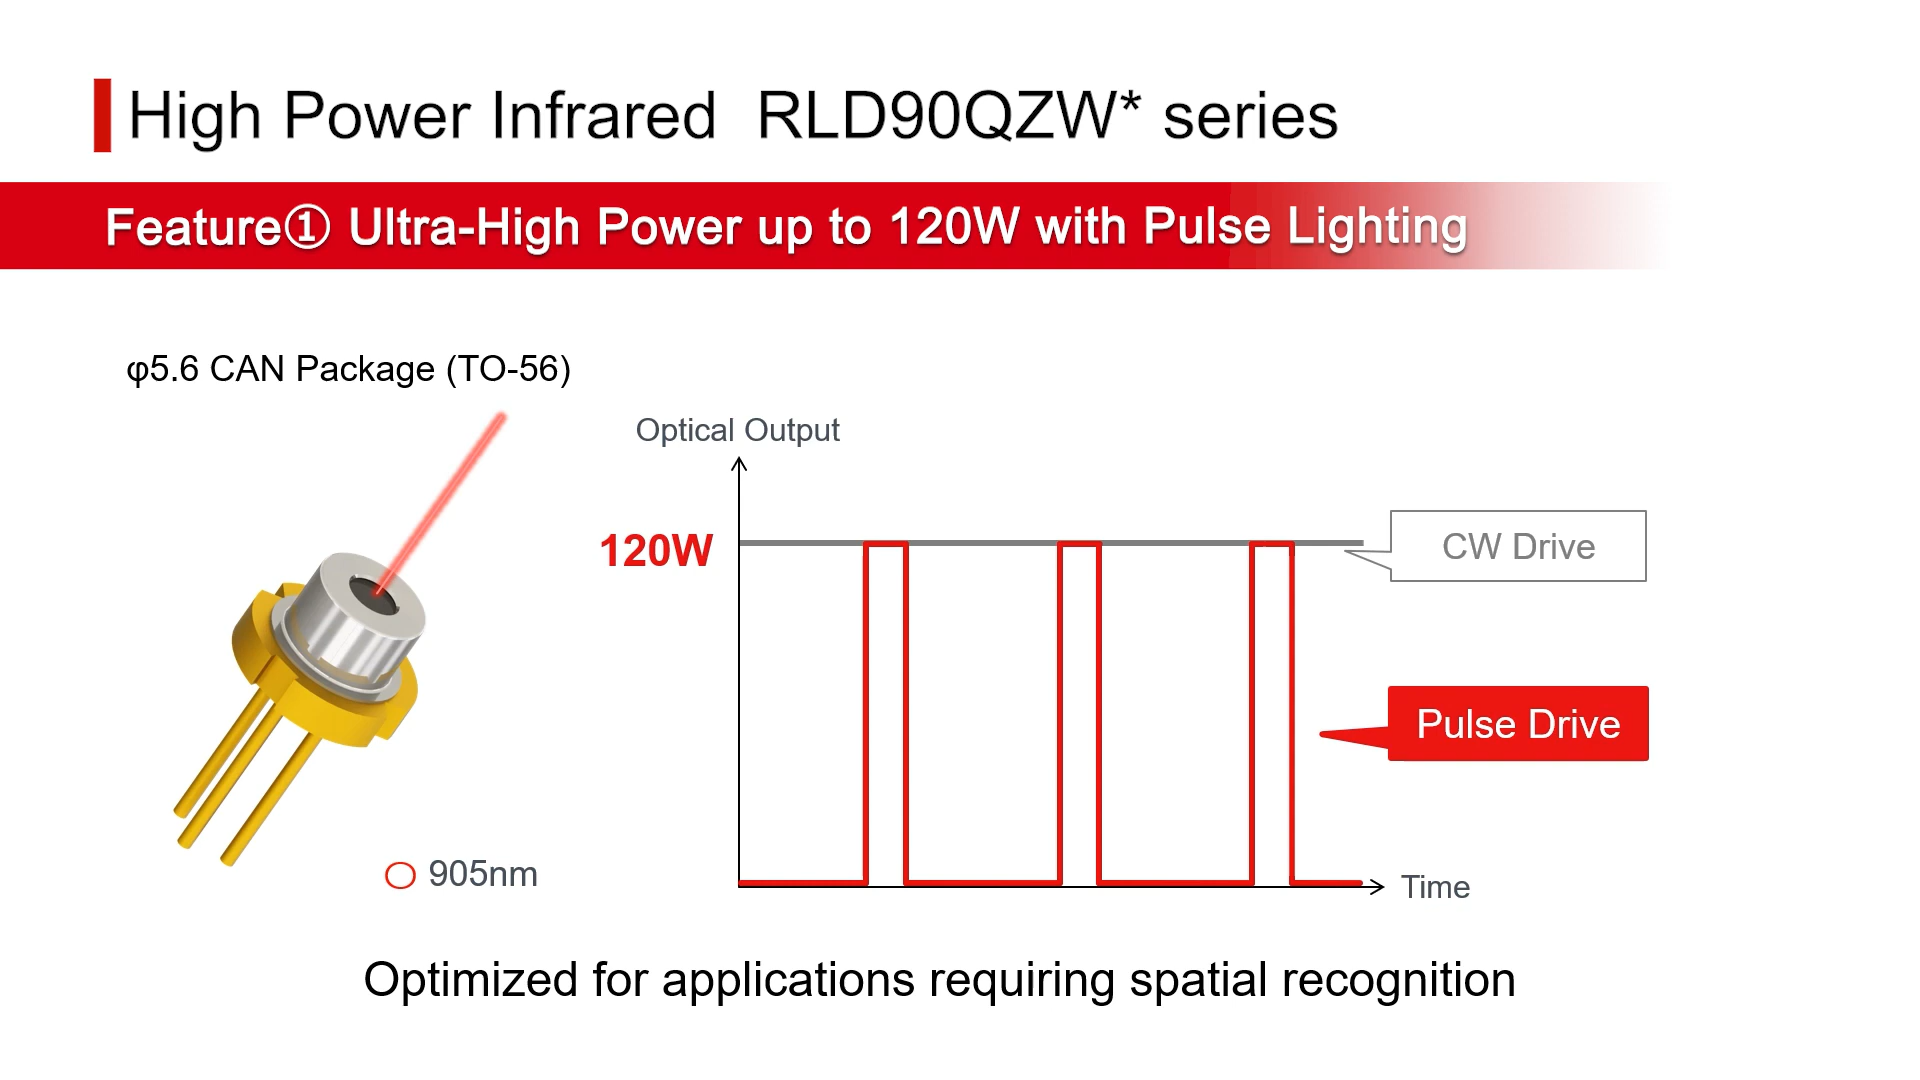 High Power Infrared  RLD90QZW* series
Feature① Ultra-High Power up to 120W with Pulse Lighting
φ5.6 CAN Package (TO-56)
Optical Output
120W
CW Drive
Pulse Drive
905nm
Time
Optimized for applications requiring spatial recognition